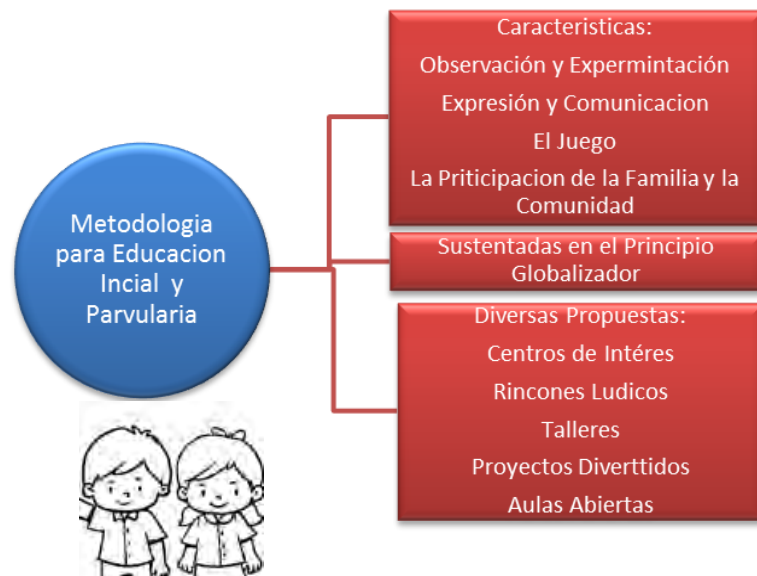 Metodologia
para Educacion
Incial y
Parvularia
Caracteristicas:
Observación y Expermintación
Expresión y Comunicacion
El Juego
La Priticipacion de la Familia y la
Comunidad
Sustentadas en el Principio
Globalizador
Diversas Propuestas:
Centros de Intéres
Rincones Ludicos
Talleres
Proyectos Diverttidos
Aulas Abiertas